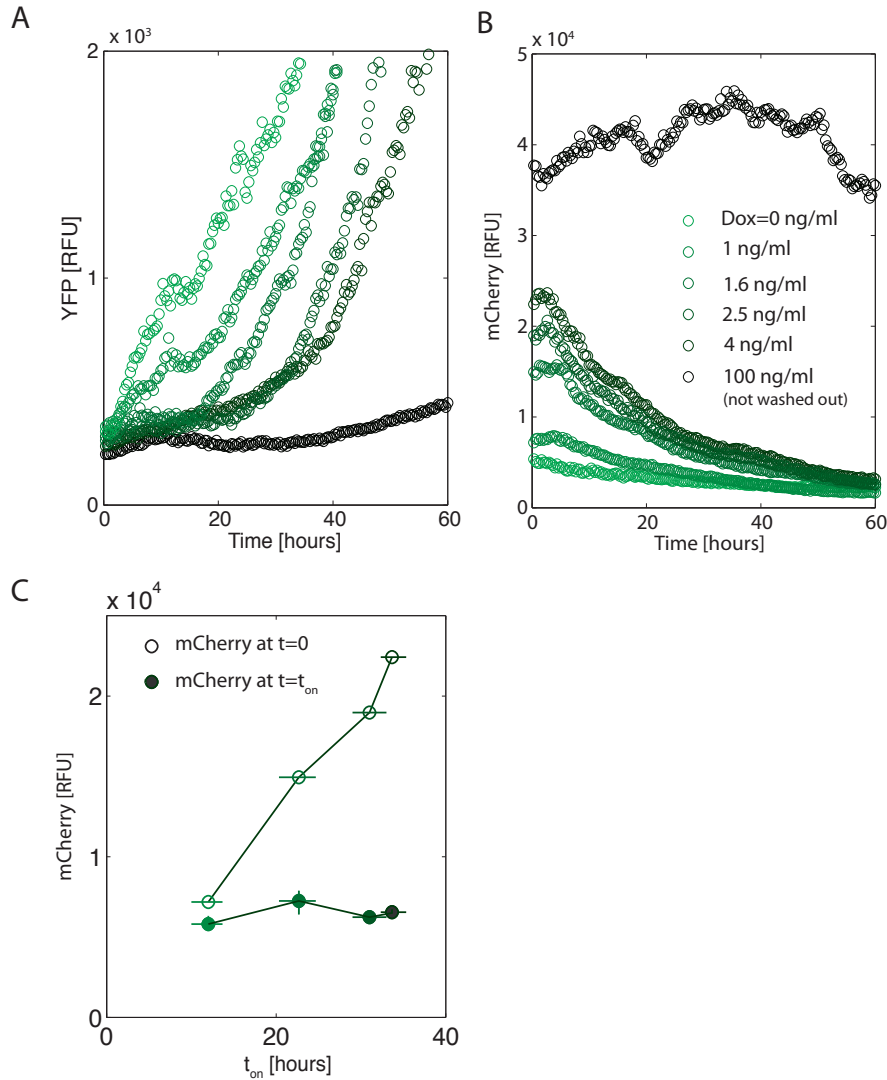 A
x 10³
2
1
0
YFP [RFU]
0
20
40
60
Time [hours]
B
x 10⁴
5
4
3
2
1
0
mCherry [RFU]
Dox=0 ng/ml
1 ng/ml
1.6 ng/ml
2.5 ng/ml
4 ng/ml
100 ng/ml
(not washed out)
0
20
40
60
Time [hours]
C
x 10⁴
2
1
0
mCherry [RFU]
mCherry at t=0
mCherry at t=tₒₙ
0
20
40
tₒₙ [hours]